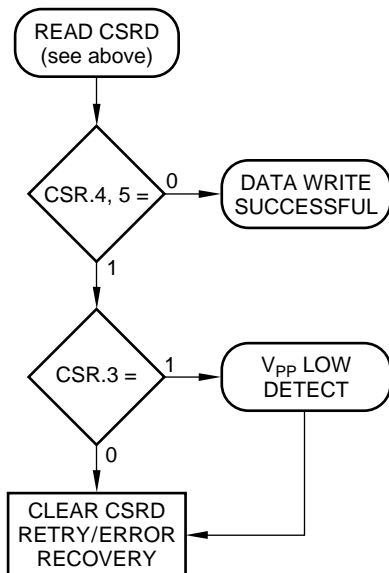 READ CSRD
(see above)
CSR.4, 5 =
0
DATA WRITE
SUCCESSFUL
1
CSR.3 =
1
VPP LOW
DETECT
0
CLEAR CSRD
RETRY/ERROR
RECOVERY